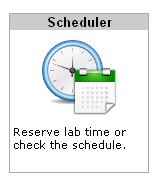 Scheduler
Reserve lab time or
check the schedule.